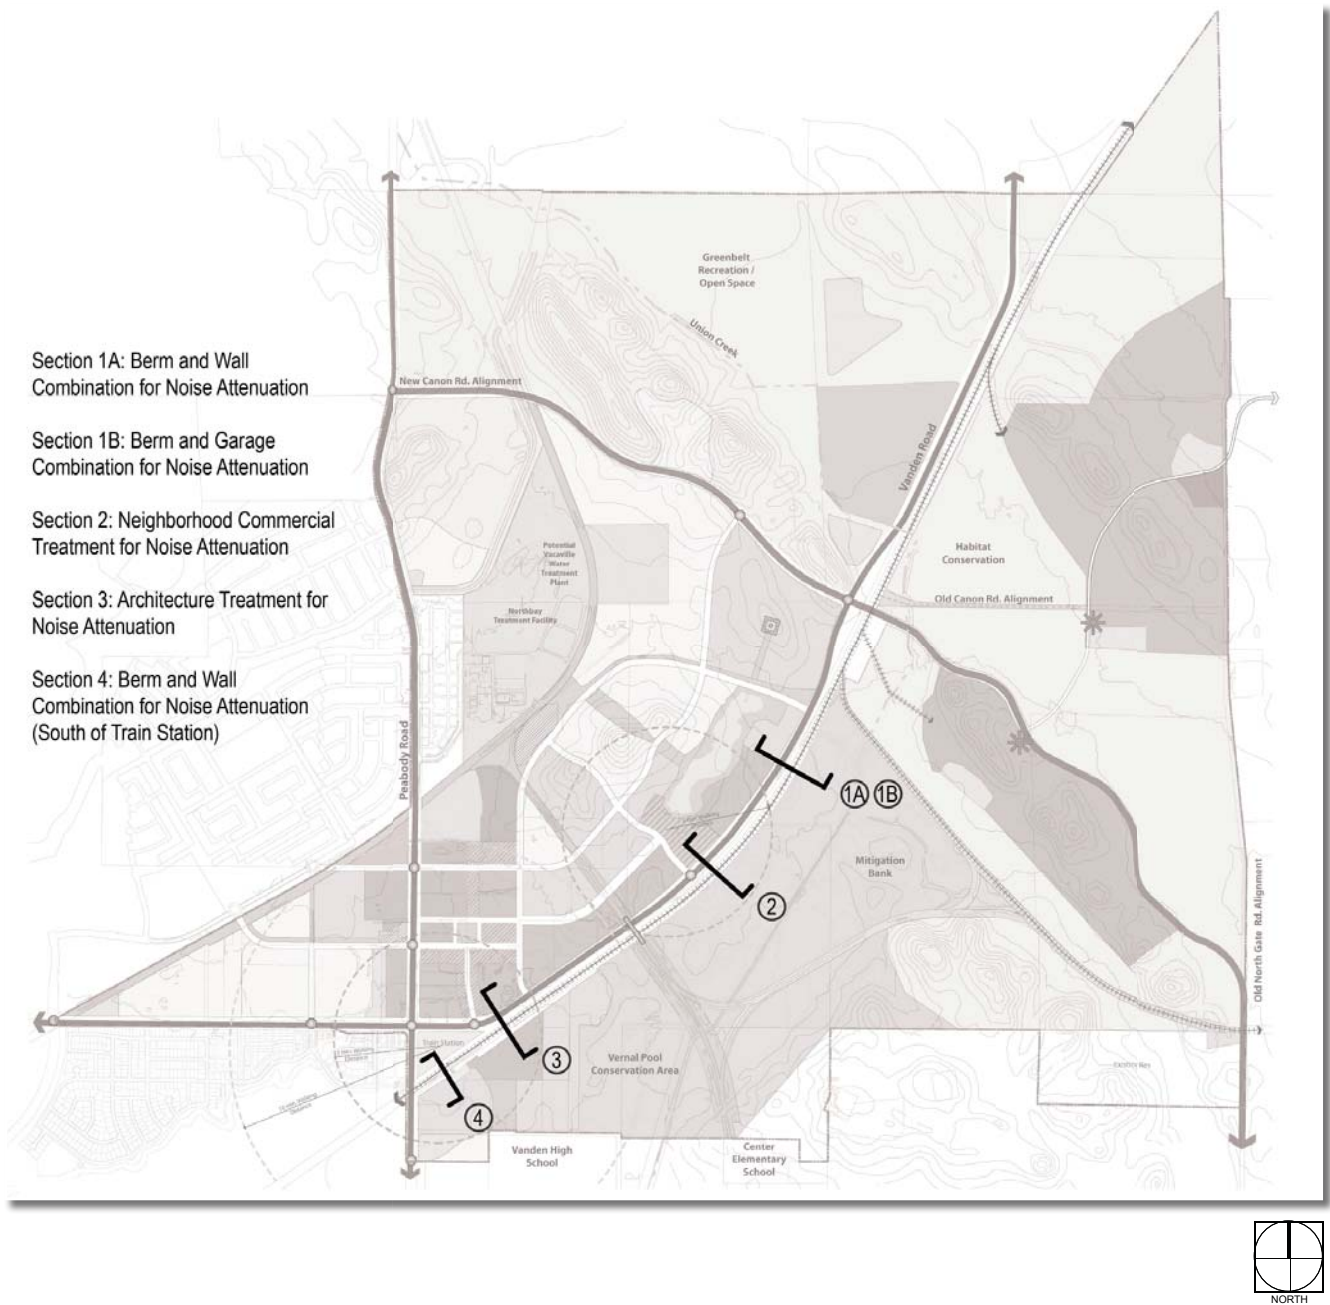 Greenbelt
Recreation /
Open Space
Union Creek
Section 1A: Berm and Wall
Combination for Noise Attenuation
Section 1B: Berm and Garage
Combination for Noise Attenuation
Section 2: Neighborhood Commercial
Treatment for Noise Attenuation
Section 3: Architecture Treatment for
Noise Attenuation
Section 4: Berm and Wall
Combination for Noise Attenuation
(South of Train Station)
New Canon Rd. Alignment
Vanden Road
Potential
Vacaville
Water
Treatment
Plant
Northbay
Treatment Facility
Habitat
Conservation
Old Canon Rd. Alignment
Peabody Road
1A 1B
Mitigation
Bank
2
Old North Gate Rd. Alignment
Train Station
3
Vernal Pool
Conservation Area
4
Vanden High
School
Center
Elementary
School
NORTH